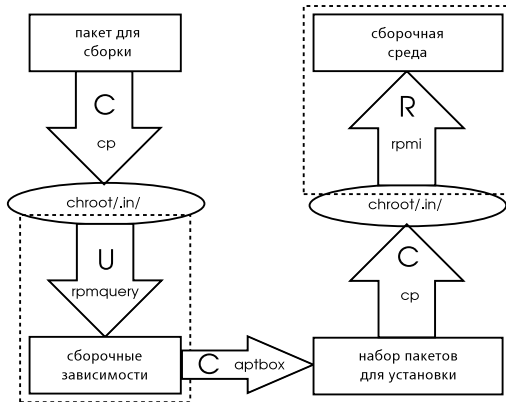 пакет для
сборки
C
cp
chroot/.in/
U
rpmquery
сборочные
зависимости
C aptbox
набор пакетов
для установки
C
cp
chroot/.in/
R
rpmi
сборочная
среда